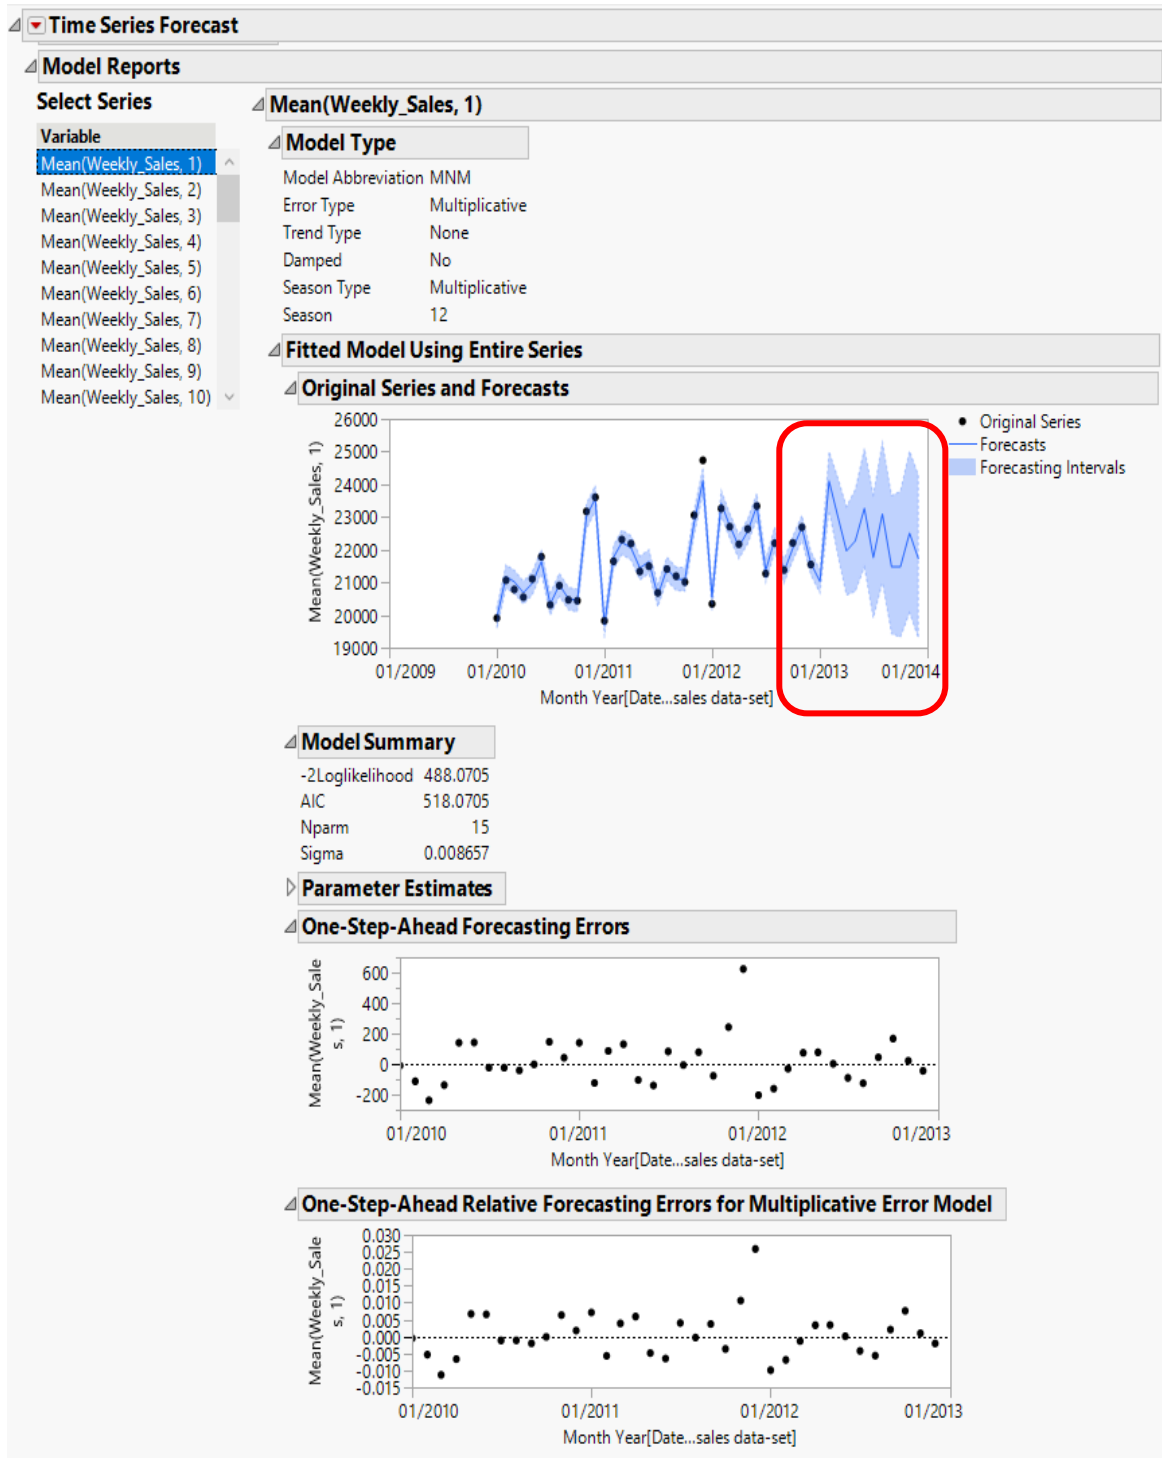 Time Series Forecast
Model Reports
Select Series
Variable
Mean(Weekly_Sales, 1)
Mean(Weekly_Sales, 2)
Mean(Weekly_Sales, 3)
Mean(Weekly_Sales, 4)
Mean(Weekly_Sales, 5)
Mean(Weekly_Sales, 6)
Mean(Weekly_Sales, 7)
Mean(Weekly_Sales, 8)
Mean(Weekly_Sales, 9)
Mean(Weekly_Sales, 10)
Mean(Weekly_Sales, 1)
Model Type
Model Abbreviation MNM
Error Type Multiplicative
Trend Type None
Damped No
Season Type Multiplicative
Season 12
Fitted Model Using Entire Series
Original Series and Forecasts
Mean(Weekly_Sales, 1)
26000
25000
24000
23000
22000
21000
20000
19000
01/2009 01/2010 01/2011 01/2012 01/2013 01/2014
Month Year[Date...sales data-set]
Original Series
Forecasts
Forecasting Intervals
Model Summary
-2Loglikelihood 488.0705
AIC 518.0705
Nparm 15
Sigma 0.008657
Parameter Estimates
One-Step-Ahead Forecasting Errors
Mean(Weekly_Sale
s, 1)
600
400
200
0
-200
01/2010 01/2011 01/2012 01/2013
Month Year[Date...sales data-set]
One-Step-Ahead Relative Forecasting Errors for Multiplicative Error Model
Mean(Weekly_Sale
s, 1)
0.030
0.025
0.020
0.015
0.010
0.005
0.000
-0.005
-0.010
-0.015
01/2010 01/2011 01/2012 01/2013
Month Year[Date...sales data-set]